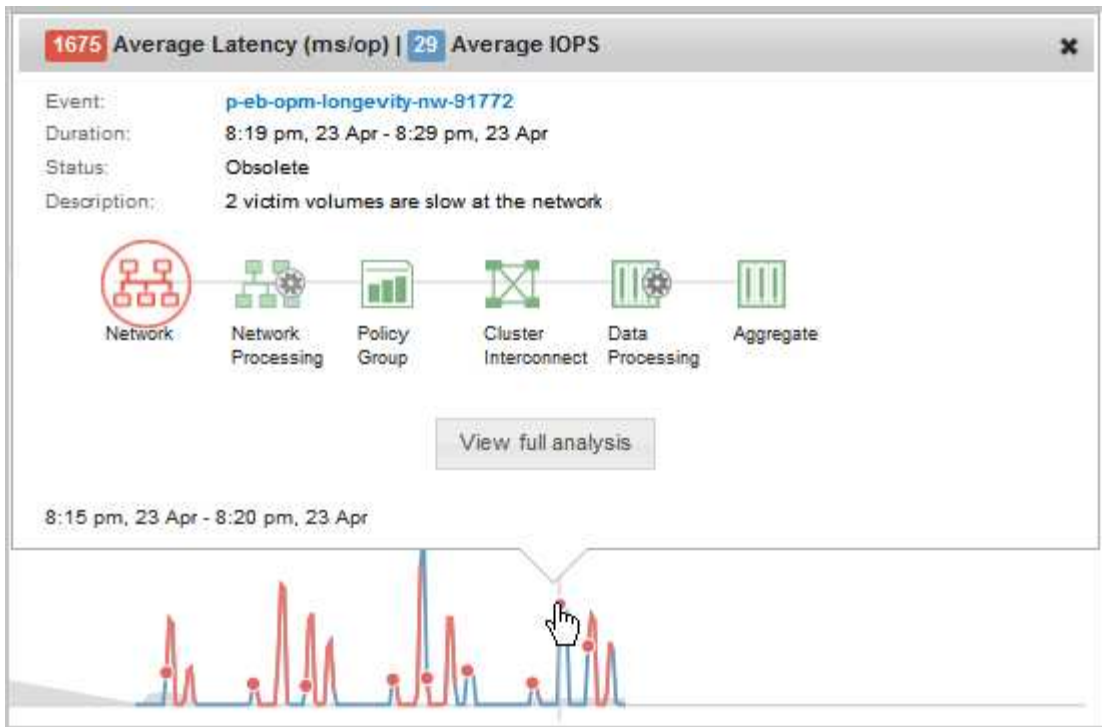 1675 Average Latency (ms/op) | 29 Average IOPS
Event: p-eb-opm-longevity-nw-91772
Duration: 8:19 pm, 23 Apr - 8:29 pm, 23 Apr
Status: Obsolete
Description: 2 victim volumes are slow at the network
Network Network Policy Cluster Data Aggregate
Processing Group Interconnect Processing
View full analysis
8:15 pm, 23 Apr - 8:20 pm, 23 Apr